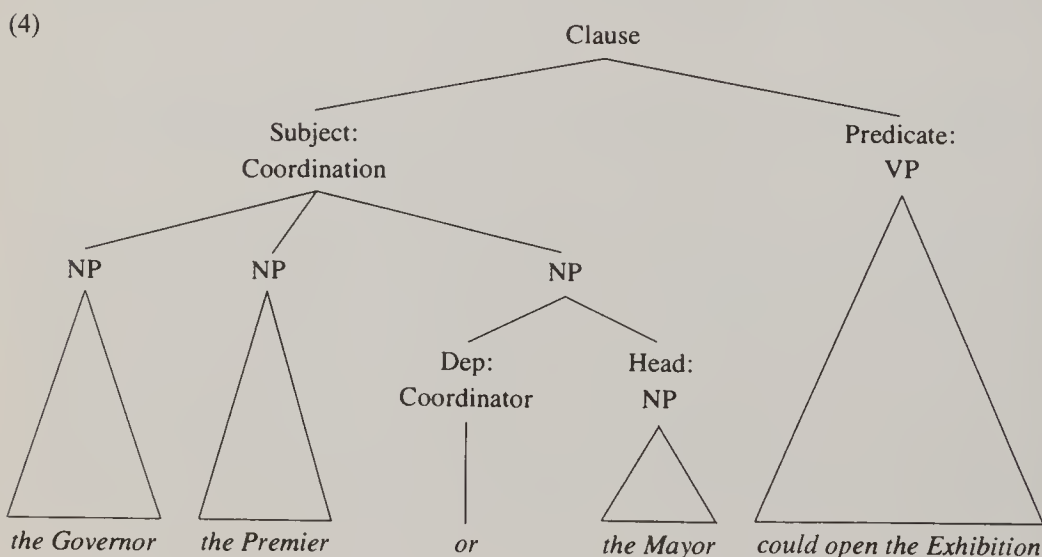 (4)
Clause
Subject: Predicate:
Coordination VP
NP NP NP
Dep: Head:
Coordinator NP
the Governor the Premier or the Mayor could open the Exhibition